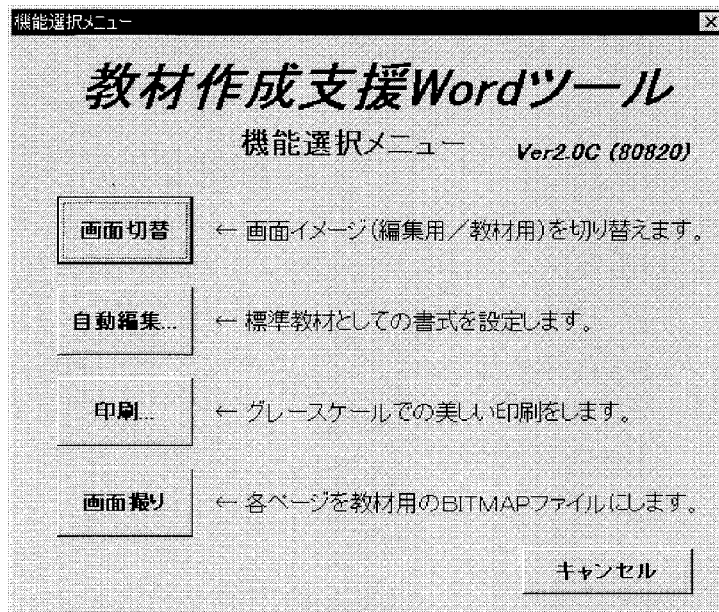 機能選択メニュー
教材作成支援Wordツール
機能選択メニュー Ver2.0C (80820)
画面切替 ← 画面イメージ(編集用／教材用)を切り替えます。
自動編集... ← 標準教材としての書式を設定します。
印刷... ← グレースケールでの美しい印刷をします。
画面撮り ← 各ページを教材用のBITMAPファイルにします。
キャンセル